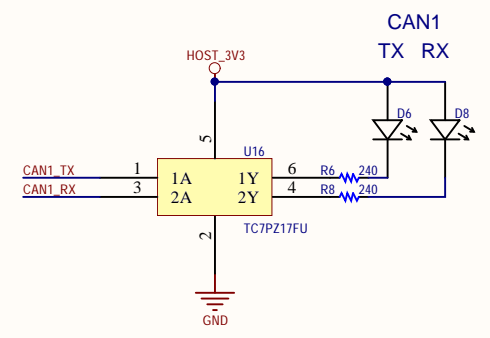 CAN1
TX RX
HOST_3V3
D6
D8
5
U16
CAN1_TX
1
1A
1Y
6
R6
240
CAN1_RX
3
2A
2Y
4
R8
240
2
TC7PZ17FU
GND